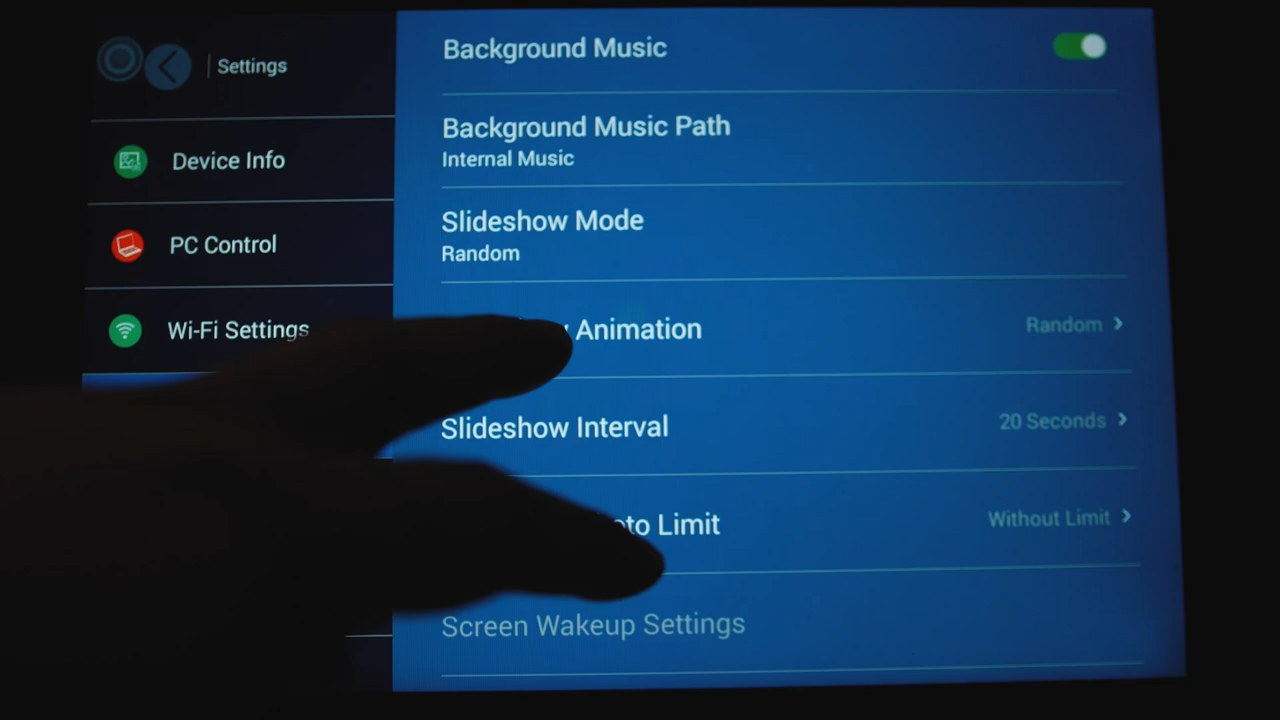 Settings
Device Info
PC Control
Wi-Fi Settings
Background Music
Background Music Path
Internal Music
Slideshow Mode
Random
Animation
Random
Slideshow Interval
20 Seconds
Limit
Without Limit
Screen Wakeup Settings